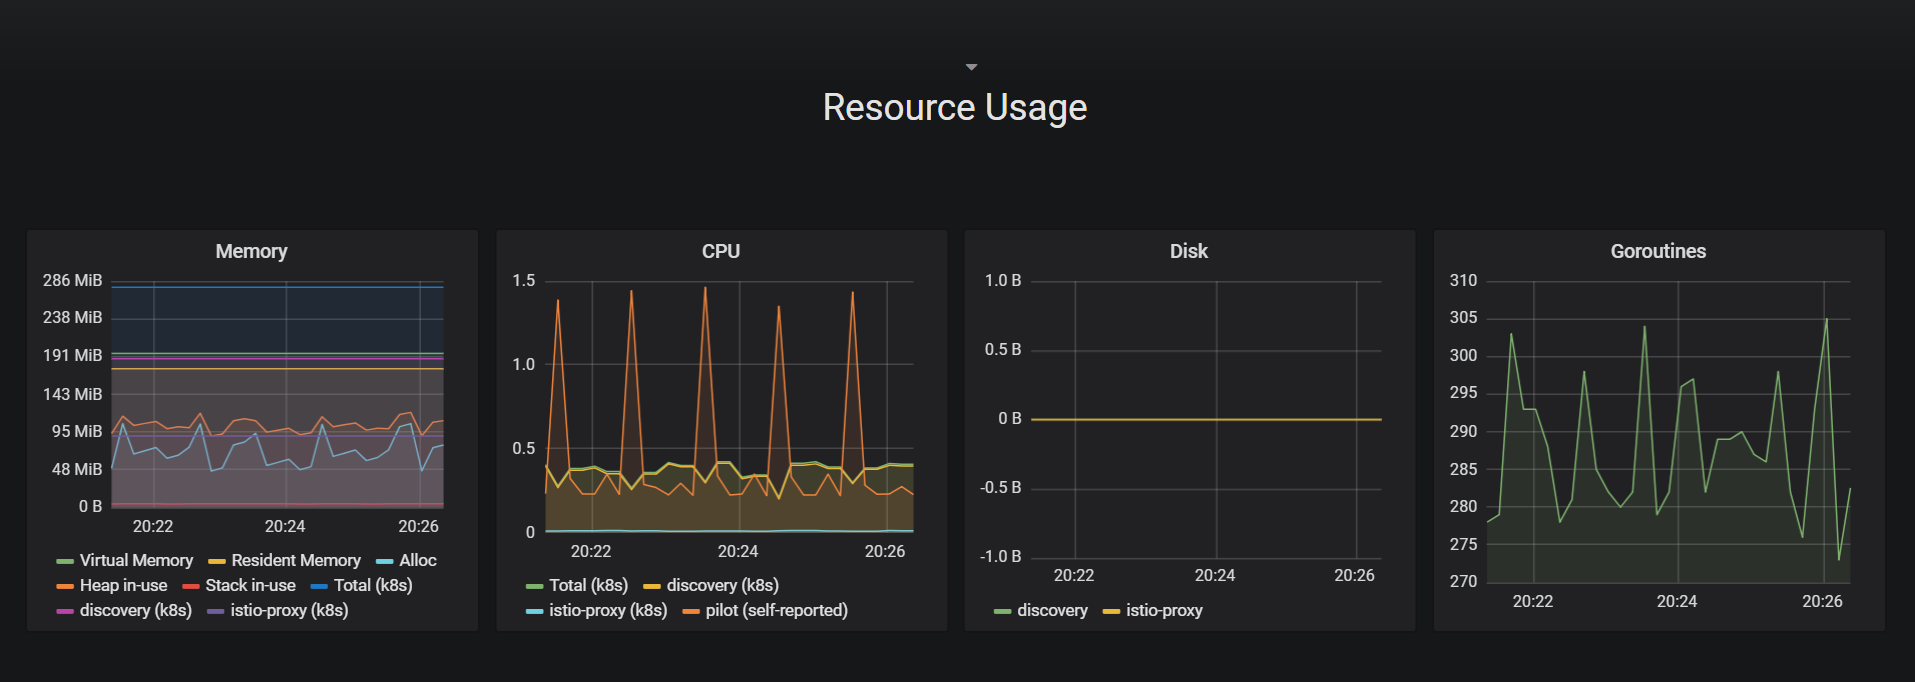 Resource Usage
Memory
286 MiB
238 MiB
191 MiB
143 MiB
95 MiB
48 MiB
0 B
20:22 20:24 20:26
Virtual Memory Resident Memory Alloc
Heap in-use Stack in-use Total (k8s)
discovery (k8s) istio-proxy (k8s)
CPU
1.5
1.0
0.5
0
20:22 20:24 20:26
Total (k8s) discovery (k8s)
istio-proxy (k8s) pilot (self-reported)
Disk
1.0 B
0.5 B
0 B
-0.5 B
-1.0 B
20:22 20:24 20:26
discovery istio-proxy
Goroutines
310
305
300
295
290
285
280
275
270
20:22 20:24 20:26